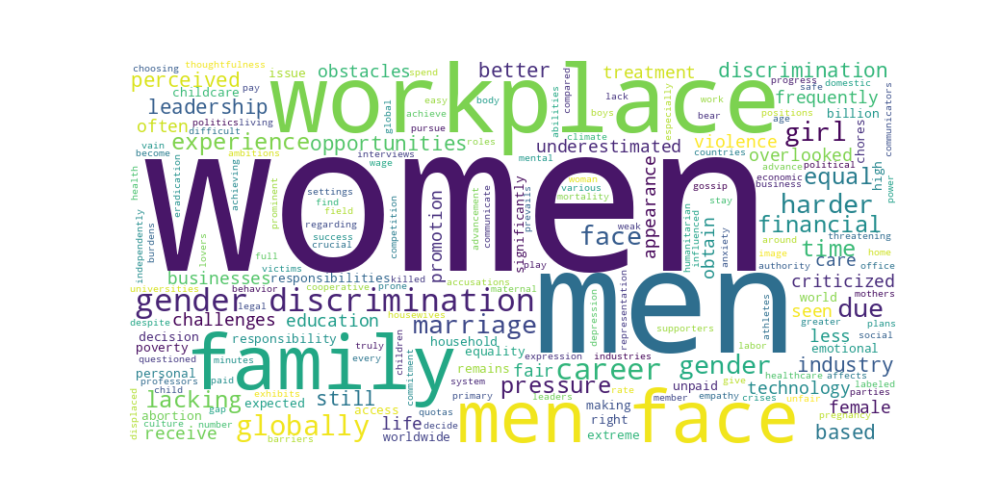 choosing
thoughtfulness
perceived
pay
spend
issue
obstacles
better
treatment
discrimination
childcare
leadership
workplace
easy
body
compared
lack
work
progress
safe
domestic
frequently
politics
living
global
achieve
abilities
boys
especially
positions
age
billion
communicators
often
difficult
pursue
roles
climate
bear
chores
experience
opportunities
underestimated
violence
girl
overlooked
vain
ambitions
interviews
mental
countries
political
become
wage
prevails
woman
advance
equal
high
health
eradication
achieving
women
settings
find
prominent
field
regarding
success
crucial
competition
promotion
advancement
communicate
significantly
various
mortality
appearance
gossip
stay
economic
business
harder
power
independently
burdens
lovers
weak
face
humanitarian
influenced
obtain
anxiety
financial
around
threatening
full
victims
play
men
image
time
home
care
authority
office
businesses
responsibilities
killed
accusations
universities
behavior
cooperative
prone
maternal
criticized
gender discrimination
legal
housewives
depression
representation
supporters
athletes
seen
world
mothers
due
greater
plans
despite
challenges
education
marriage
labor
less
social
decision
responsibility
household
poverty
truly
equality
expression
industries
gender
emotional
questioned
minutes
every
family
children
remains
fair
career
healthcare
affects
industry
personal
professors
paid
commitment
system
leaders
pressure
rate
unpaid
give
technology
labeled
child
exhibits
member
empathy
crises
unfair
parties
displaced
lacking
expected
still
access
quotas
primary
men face
making
pregnancy
female
abortion
gap
culture
number
globally
life
decide
right
receive
barriers
worldwide
extreme
based